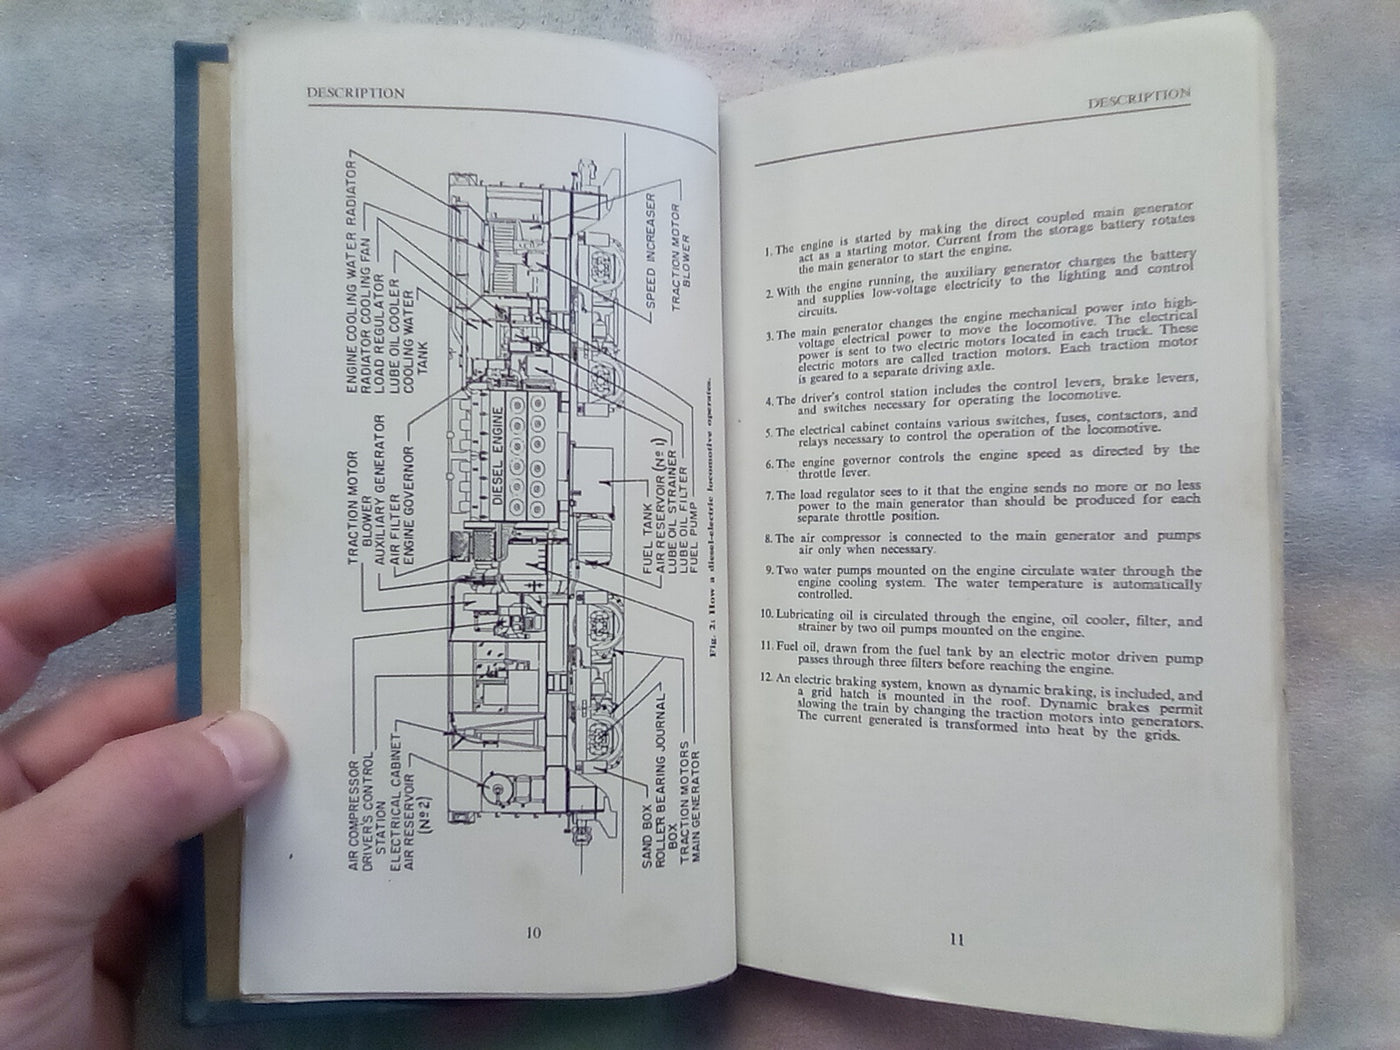 DESCRIPTION
ENGINE COOLING WATER RADIATOR
RADIATOR COOLING FAN
LOAD REGULATOR
LUBE OIL COOLER
COOLING WATER
TANK
TRACTION MOTOR
BLOWER
AUXILIARY GENERATOR
AIR FILTER
ENGINE GOVERNOR
AIR COMPRESSOR
DRIVER'S CONTROL
STATION
ELECTRICAL CABINET
AIR RESERVOIR
(Nº 2)
DIESEL ENGINE
SPEED INCREASER
TRACTION MOTOR
BLOWER
FUEL TANK
AIR RESERVOIR (Nº 1)
LUBE OIL STRAINER
LUBE OIL FILTER
FUEL PUMP
SAND BOX
ROLLER BEARING JOURNAL
BOX
TRACTION MOTORS
MAIN GENERATOR
Fig. 2: How a diesel-electric locomotive operates.
10
DESCRIPTION
1. The engine is started by making the direct coupled main generator
act as a starting motor. Current from the storage battery rotates
the main generator to start the engine.
2. With the engine running, the auxiliary generator charges the battery
and supplies low-voltage electricity to the lighting and control
circuits.
3. The main generator changes the engine mechanical power into high-
voltage electrical power to move the locomotive. The electrical
power is sent to two electric motors located in each truck. These
electric motors are called traction motors. Each traction motor
is geared to a separate driving axle.
4. The driver's control station includes the control levers, brake levers,
and switches necessary for operating the locomotive.
5. The electrical cabinet contains various switches, fuses, contactors, and
relays necessary to control the operation of the locomotive.
6. The engine governor controls the engine speed as directed by the
throttle lever.
7. The load regulator sees to it that the engine sends no more or no less
power to the main generator than should be produced for each
separate throttle position.
8. The air compressor is connected to the main generator and pumps
air only when necessary.
9. Two water pumps mounted on the engine circulate water through the
engine cooling system. The water temperature is automatically
controlled.
10. Lubricating oil is circulated through the engine, oil cooler, filter, and
strainer by two oil pumps mounted on the engine.
11. Fuel oil, drawn from the fuel tank by an electric motor driven pump
passes through three filters before reaching the engine.
12. An electric braking system, known as dynamic braking, is included, and
a grid hatch is mounted in the roof. Dynamic brakes permit
slowing the train by changing the traction motors into generators.
The current generated is transformed into heat by the grids.
11